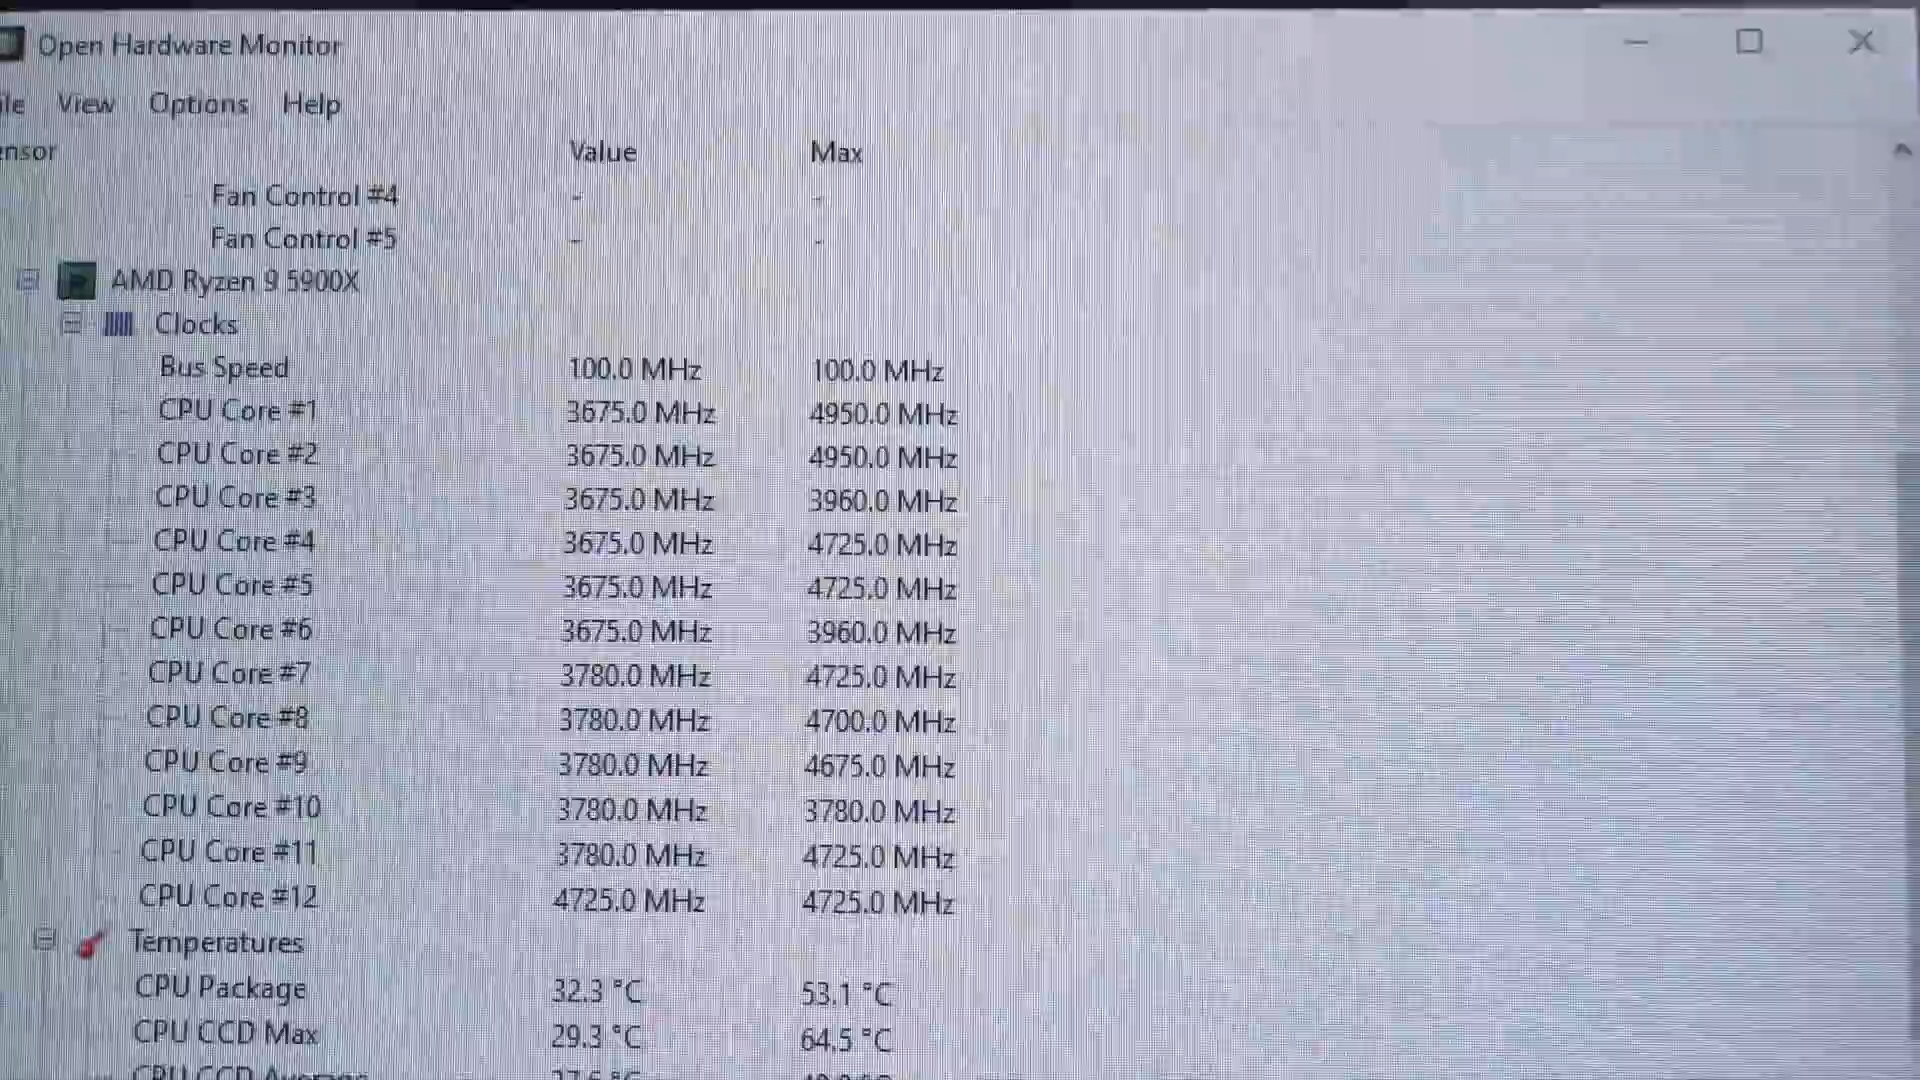 Open Hardware Monitor
ile View Options Help
ensor Value Max
Fan Control #4 - -
Fan Control #5 - -
AMD Ryzen 9 5900X
Clocks
Bus Speed 100.0 MHz 100.0 MHz
CPU Core #1 3675.0 MHz 4950.0 MHz
CPU Core #2 3675.0 MHz 4950.0 MHz
CPU Core #3 3675.0 MHz 3960.0 MHz
CPU Core #4 3675.0 MHz 4725.0 MHz
CPU Core #5 3675.0 MHz 4725.0 MHz
CPU Core #6 3675.0 MHz 3960.0 MHz
CPU Core #7 3780.0 MHz 4725.0 MHz
CPU Core #8 3780.0 MHz 4700.0 MHz
CPU Core #9 3780.0 MHz 4675.0 MHz
CPU Core #10 3780.0 MHz 3780.0 MHz
CPU Core #11 3780.0 MHz 4725.0 MHz
CPU Core #12 4725.0 MHz 4725.0 MHz
Temperatures
CPU Package 32.3 °C 53.1 °C
CPU CCD Max 29.3 °C 64.5 °C
CPU CCD Average